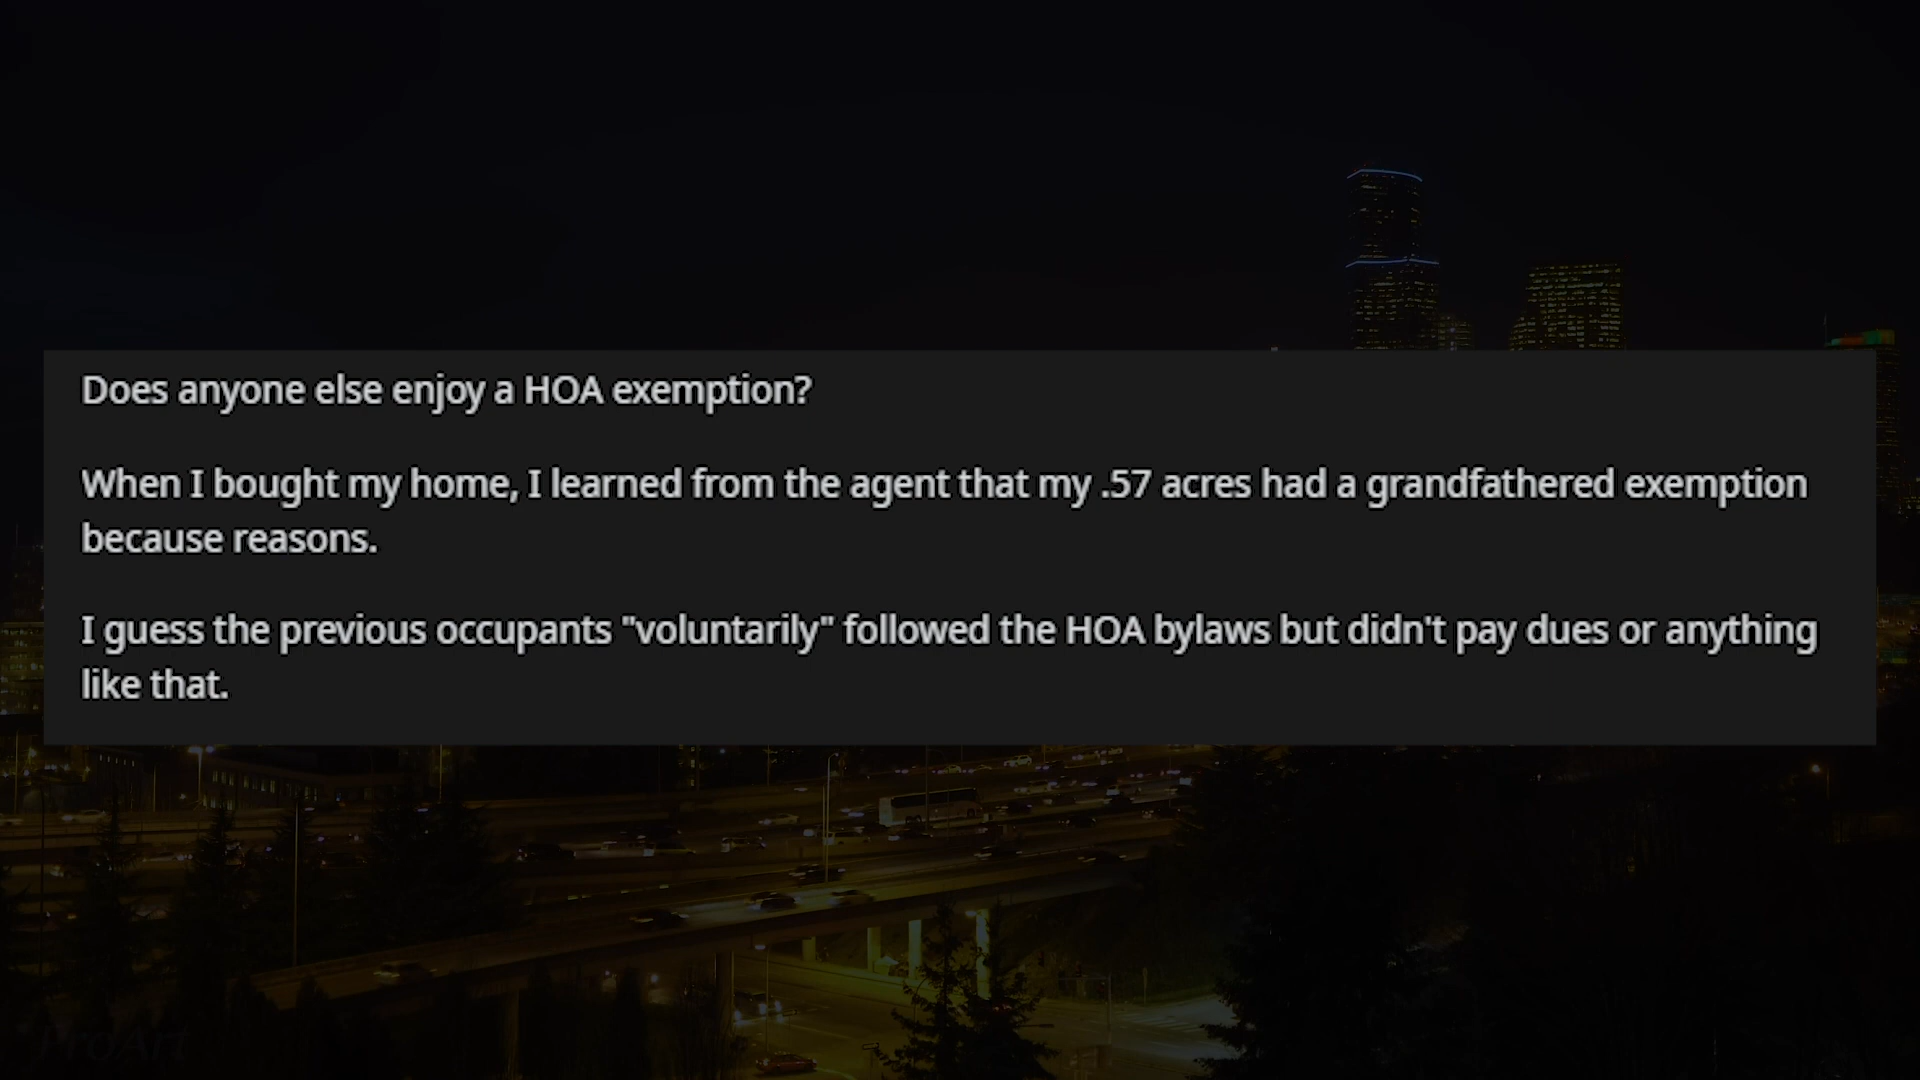 Does anyone else enjoy a HOA exemption?
When I bought my home, I learned from the agent that my .57 acres had a grandfathered exemption
because reasons.
I guess the previous occupants "voluntarily" followed the HOA bylaws but didn't pay dues or anything
like that.
ProArt